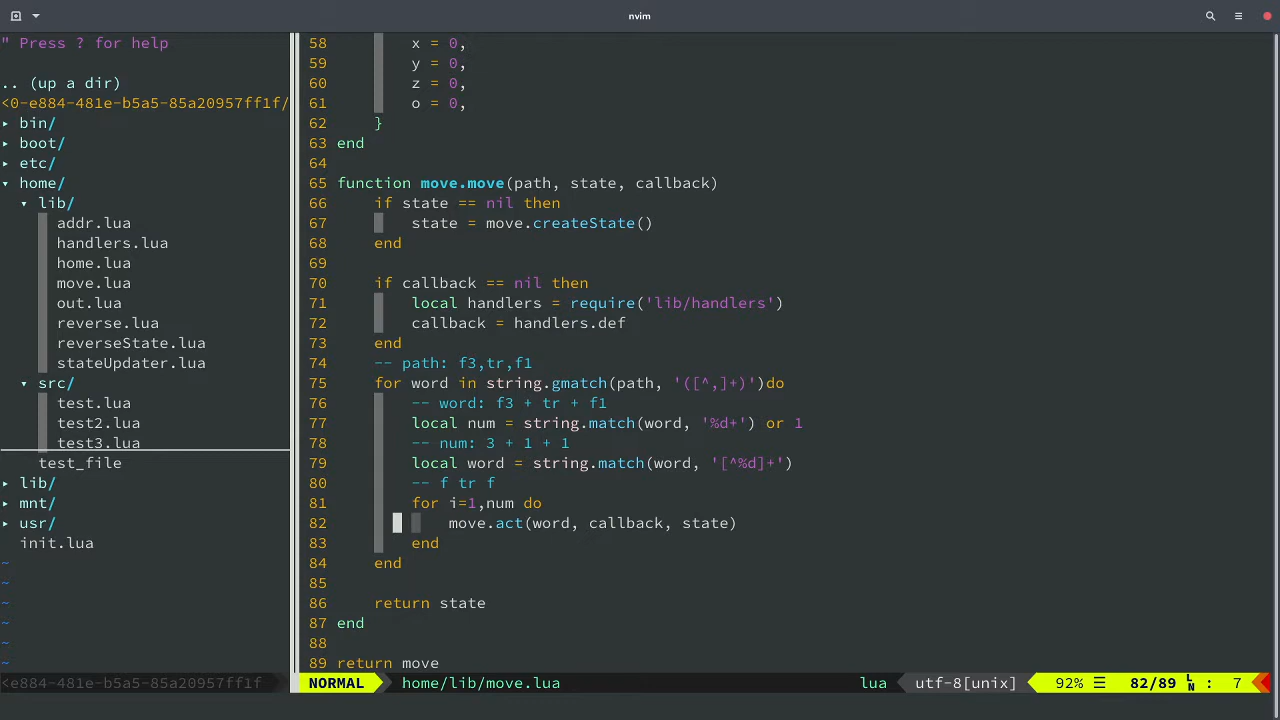 nvim
" Press ? for help
.. (up a dir)
<0-e884-481e-b5a5-85a20957ff1f/
▸ bin/
▸ boot/
▸ etc/
▾ home/
▾ lib/
addr.lua
handlers.lua
home.lua
move.lua
out.lua
reverse.lua
reverseState.lua
stateUpdater.lua
▾ src/
test.lua
test2.lua
test3.lua
test_file
▸ lib/
▸ mnt/
▸ usr/
init.lua
~
~
~
~
~
<e884-481e-b5a5-85a20957ff1f
58 x = 0,
59 y = 0,
60 z = 0,
61 o = 0,
62 }
63 end
64
65 function move.move(path, state, callback)
66 if state == nil then
67 state = move.createState()
68 end
69
70 if callback == nil then
71 local handlers = require('lib/handlers')
72 callback = handlers.def
73 end
74 -- path: f3,tr,f1
75 for word in string.gmatch(path, '([^,]+)')do
76 -- word: f3 + tr + f1
77 local num = string.match(word, '%d+') or 1
78 -- num: 3 + 1 + 1
79 local word = string.match(word, '[^%d]+')
80 -- f tr f
81 for i=1,num do
82 move.act(word, callback, state)
83 end
84 end
85
86 return state
87 end
88
89 return move
NORMAL home/lib/move.lua lua utf-8[unix] 92% ☰ 82/89 LN : 7